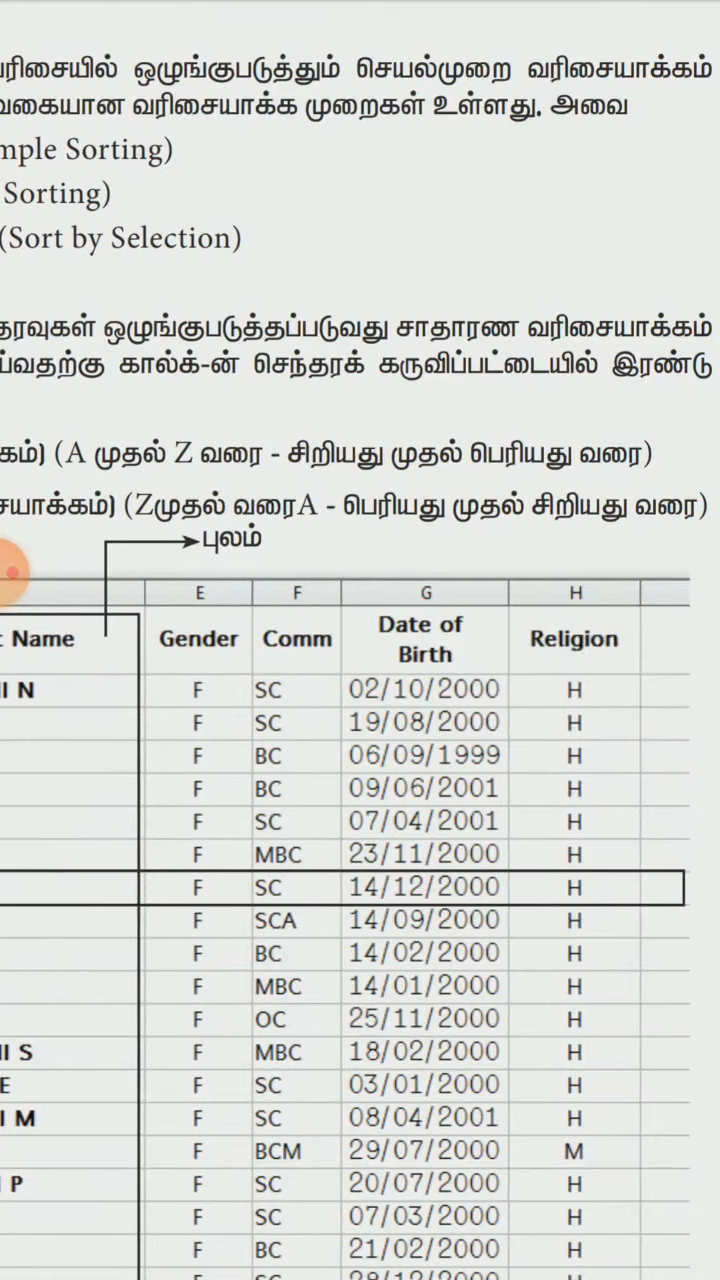 வரிசையில் ஒழுங்குபடுத்தும் செயல்முறை வரிசையாக்கம்
வகையான வரிசையாக்க முறைகள் உள்ளது. அவை
mple Sorting)
Sorting)
(Sort by Selection)
தரவுகள் ஒழுங்குபடுத்தப்படுவது சாதாரண வரிசையாக்கம்
ய்வதற்கு கால்க்-ன் செந்தரக் கருவிப்பட்டையில் இரண்டு
கம்) (A முதல் Z வரை - சிறியது முதல் பெரியது வரை)
சயாக்கம்) (Zமுதல் வரைA - பெரியது முதல் சிறியது வரை)
புலம்
E F G H
t Name Gender Comm Date of Birth Religion
II N F SC 02/10/2000 H
F SC 19/08/2000 H
F BC 06/09/1999 H
F BC 09/06/2001 H
F SC 07/04/2001 H
F MBC 23/11/2000 H
F SC 14/12/2000 H
F SCA 14/09/2000 H
F BC 14/02/2000 H
F MBC 14/01/2000 H
F OC 25/11/2000 H
II S F MBC 18/02/2000 H
E F SC 03/01/2000 H
I M F SC 08/04/2001 H
F BCM 29/07/2000 M
I P F SC 20/07/2000 H
F SC 07/03/2000 H
F BC 21/02/2000 H